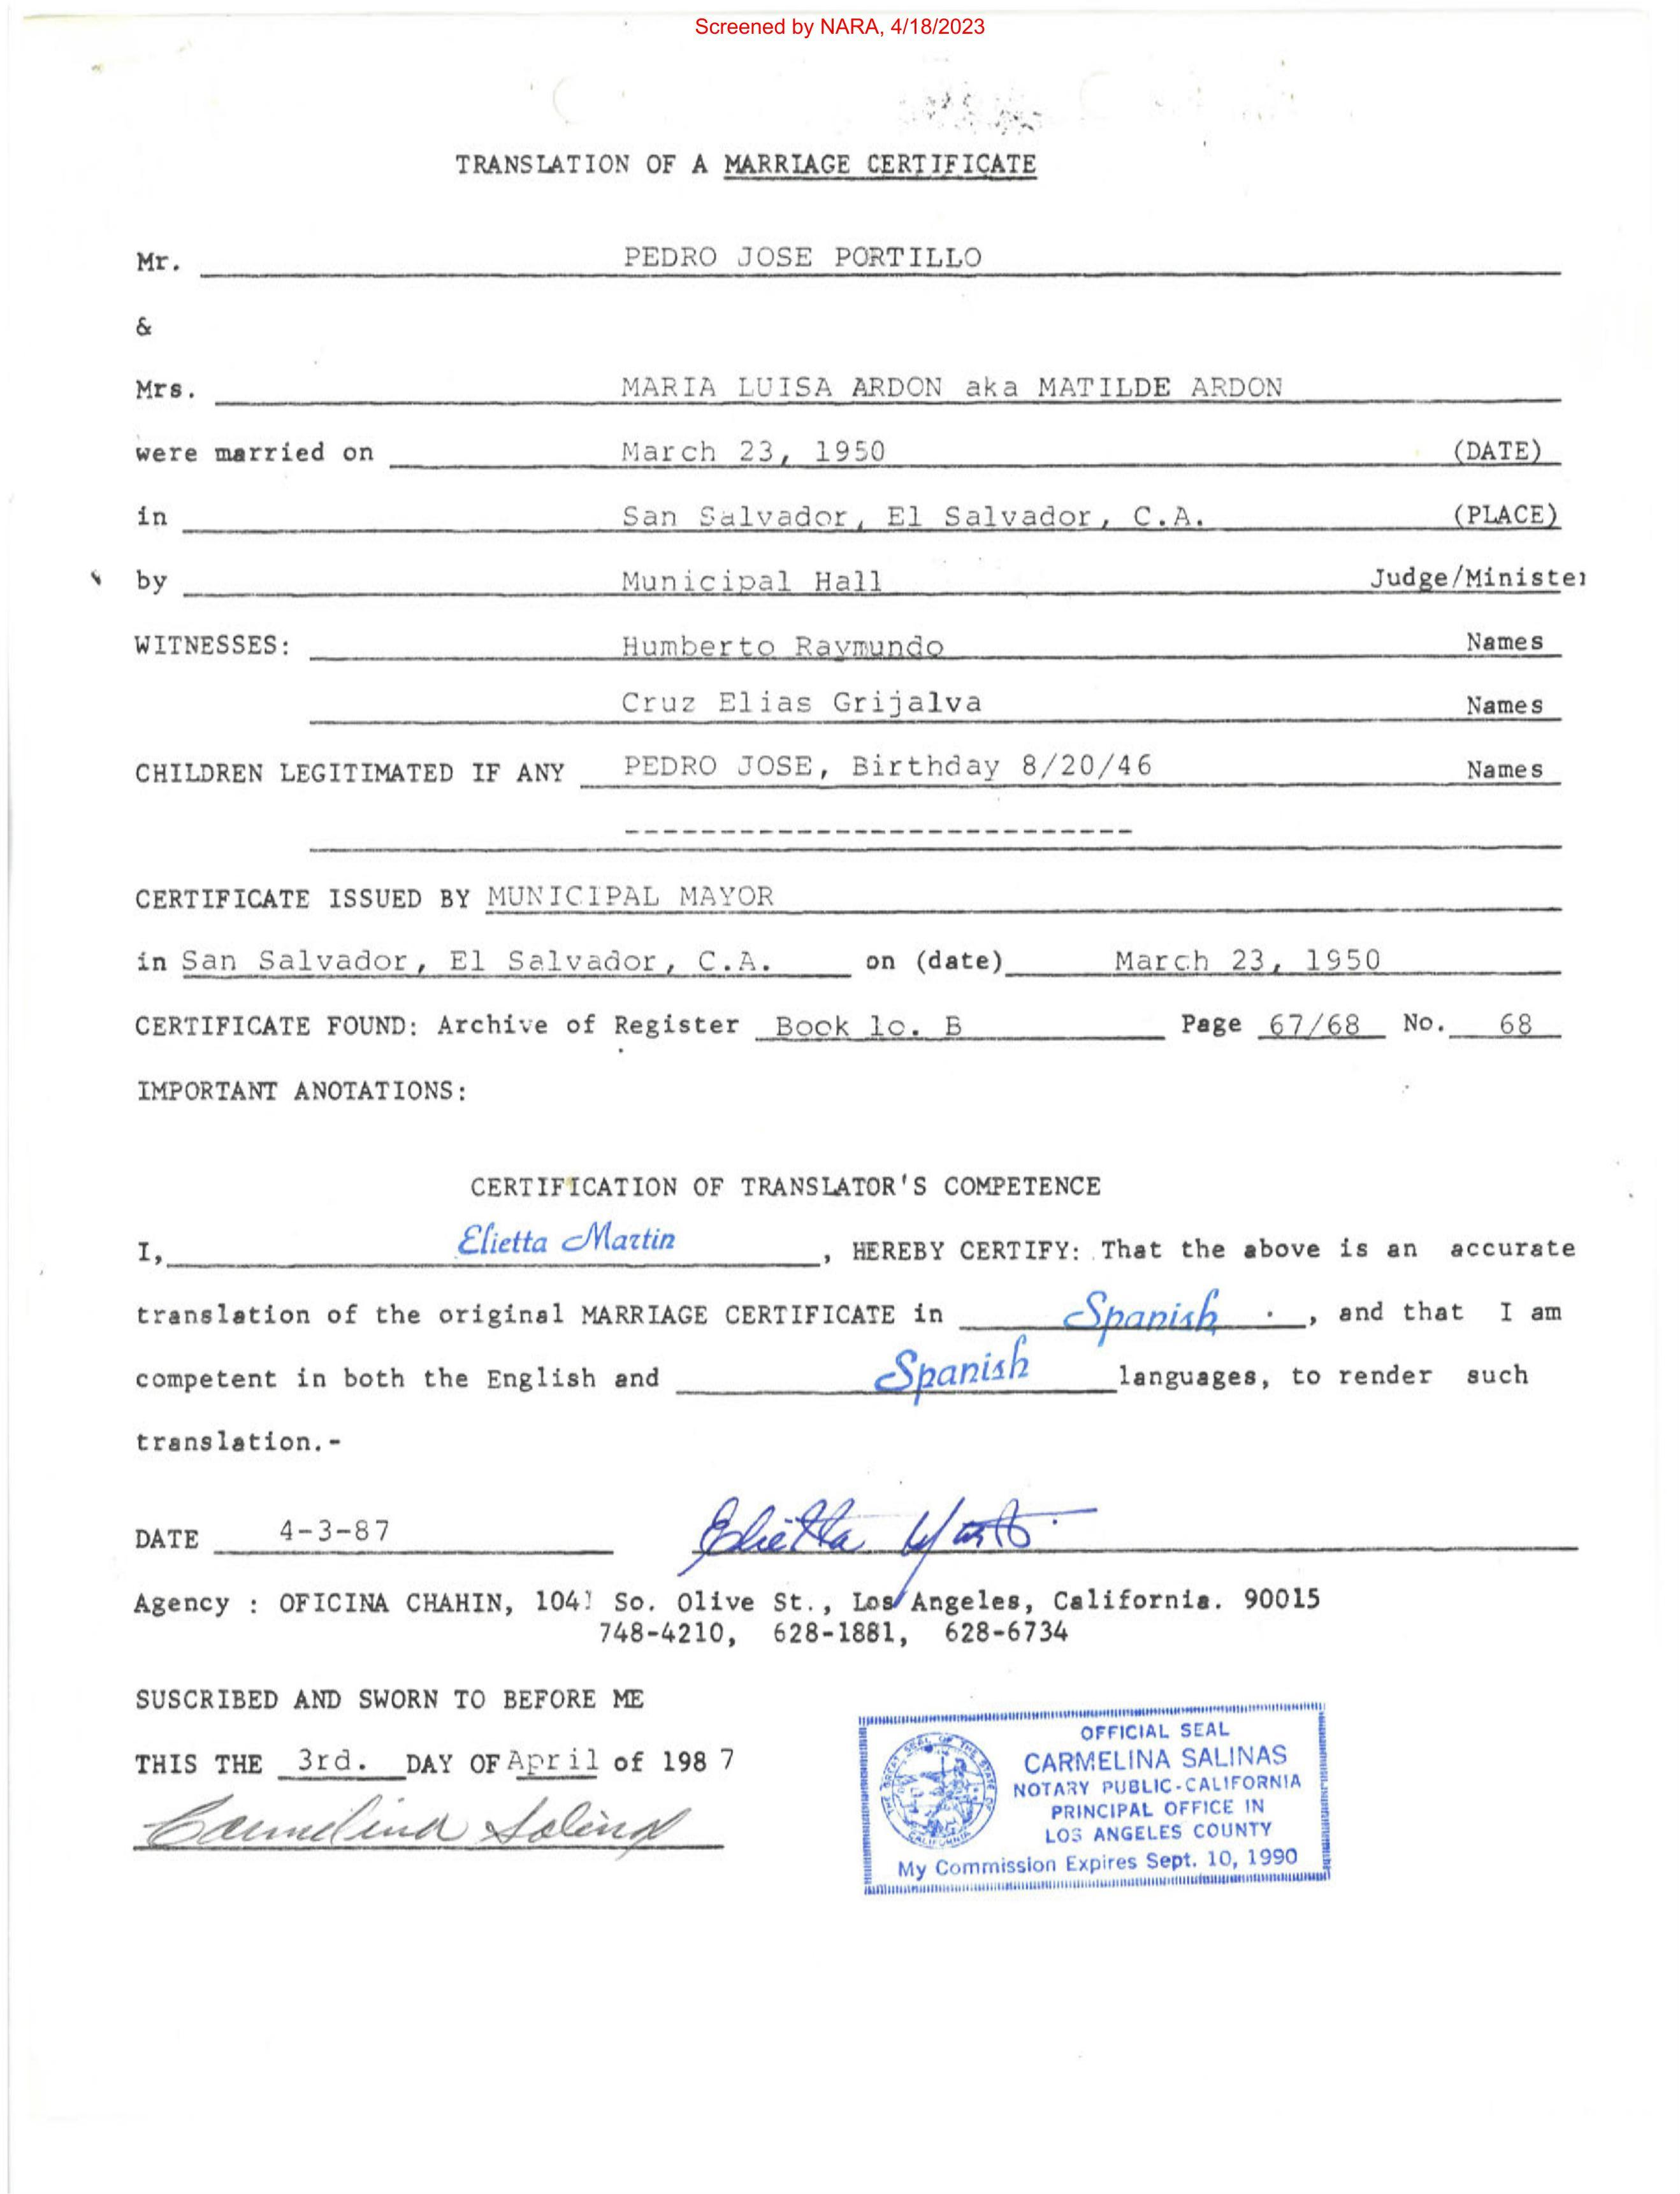 Screened by NARA, 4/18/2023
TRANSLATION OF A MARRIAGE CERTIFICATE
Mr. PEDRO JOSE PORTILLO
&
Mrs. MARIA LUISA ARDON aka MATILDE ARDON
were married on March 23, 1950 (DATE)
in San Salvador, El Salvador, C.A. (PLACE)
by Municipal Hall Judge/Minister
WITNESSES: Humberto Raymundo Names
Cruz Elias Grijalva Names
CHILDREN LEGITIMATED IF ANY PEDRO JOSE, Birthday 8/20/46 Names
---------------------------
CERTIFICATE ISSUED BY MUNICIPAL MAYOR
in San Salvador, El Salvador, C.A. on (date) March 23, 1950
CERTIFICATE FOUND: Archive of Register Book 1o. B Page 67/68 No. 68
IMPORTANT ANOTATIONS:
CERTIFICATION OF TRANSLATOR'S COMPETENCE
I, Elietta Martin, HEREBY CERTIFY: That the above is an accurate
translation of the original MARRIAGE CERTIFICATE in Spanish, and that I am
competent in both the English and Spanish languages, to render such
translation.-
DATE 4-3-87 Elietta Martin
Agency : OFICINA CHAHIN, 1041 So. Olive St., Los Angeles, California. 90015
748-4210, 628-1881, 628-6734
SUSCRIBED AND SWORN TO BEFORE ME
THIS THE 3rd. DAY OF April of 1987
Carmelina Salinas
OFFICIAL SEAL
CARMELINA SALINAS
NOTARY PUBLIC-CALIFORNIA
PRINCIPAL OFFICE IN
LOS ANGELES COUNTY
My Commission Expires Sept. 10, 1990
THE GREAT SEAL OF THE STATE OF CALIFORNIA